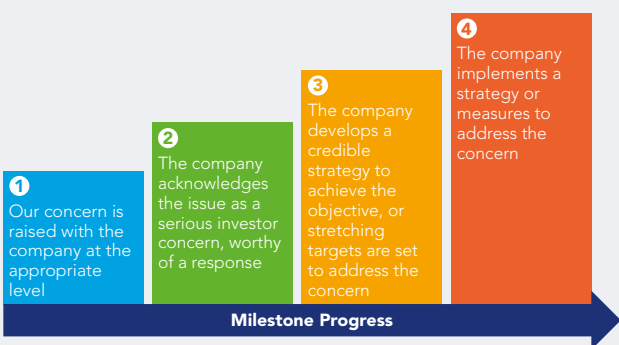 1
Our concern is
raised with the
company at the
appropriate
level
2
The company
acknowledges
the issue as a
serious investor
concern, worthy
of a response
3
The company
develops a
credible
strategy to
achieve the
objective, or
stretching
targets are set
to address the
concern
4
The company
implements a
strategy or
measures to
address the
concern
Milestone Progress